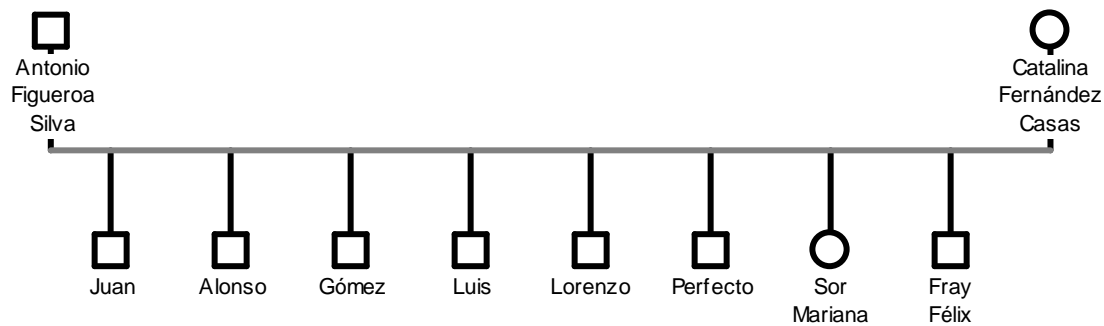 Antonio
Figueroa
Silva
Catalina
Fernández
Casas
Juan
Alonso
Gómez
Luis
Lorenzo
Perfecto
Sor
Mariana
Fray
Félix